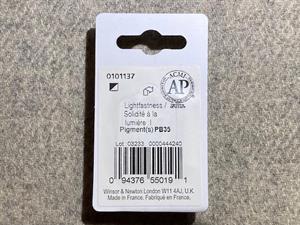 0101137
ACMI
AP
Lightfastness /
Solidité à la
lumière :I
Pigment(s) PB35
Lot :03233 0000444240
0 94376 55019 1
Winsor & Newton London W11 4AJ, U.K.
Made in France, Fabriqué en France,